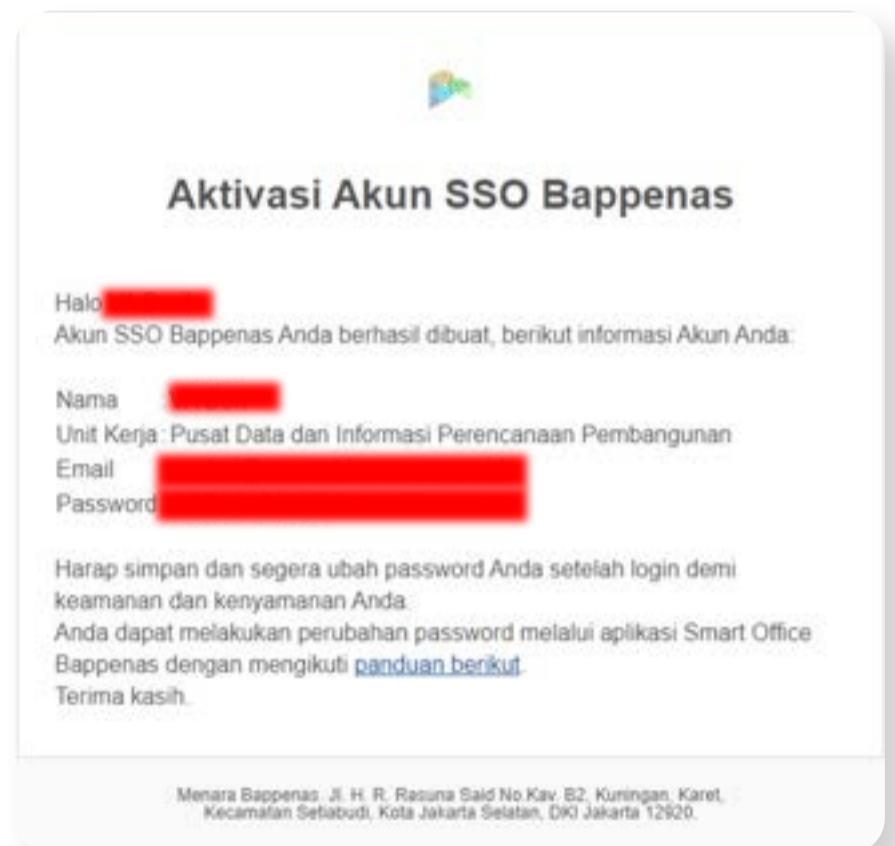 Aktivasi Akun SSO Bappenas
Halo
Akun SSO Bappenas Anda berhasil dibuat, berikut informasi Akun Anda:
Nama :
Unit Kerja : Pusat Data dan Informasi Perencanaan Pembangunan
Email
Password
Harap simpan dan segera ubah password Anda setelah login demi
keamanan dan kenyamanan Anda.
Anda dapat melakukan perubahan password melalui aplikasi Smart Office
Bappenas dengan mengikuti panduan berikut.
Terima kasih.
Menara Bappenas. Jl. H. R. Rasuna Said No.Kav. B2, Kuningan, Karet,
Kecamatan Setiabudi, Kota Jakarta Selatan, DKI Jakarta 12920.